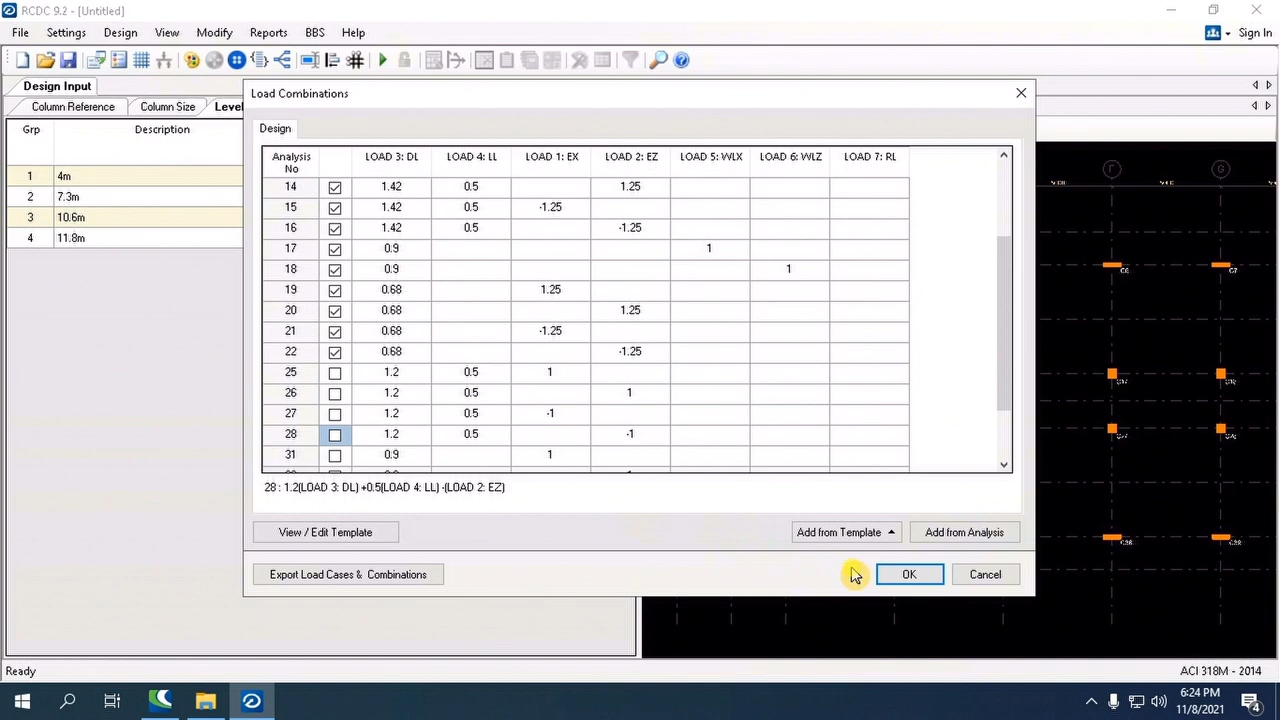 RCDC 9.2 - [Untitled]
File Settings Design View Modify Reports BBS Help
Sign In
Design Input
Column Reference Column Size Level
Grp Description
1 4m
2 7.3m
3 10.6m
4 11.8m
Load Combinations
Design
Analysis No LOAD 3: DL LOAD 4: LL LOAD 1: EX LOAD 2: EZ LOAD 5: WLX LOAD 6: WLZ LOAD 7: RL
14 1.42 0.5 1.25
15 1.42 0.5 -1.25
16 1.42 0.5 -1.25
17 0.9 1
18 0.9 1
19 0.68 1.25
20 0.68 1.25
21 0.68 -1.25
22 0.68 -1.25
25 1.2 0.5 1
26 1.2 0.5 1
27 1.2 0.5 -1
28 1.2 0.5 -1
31 0.9 1
28 : 1.2(LOAD 3: DL) +0.5(LOAD 4: LL) -(LOAD 2: EZ)
View / Edit Template Add from Template Add from Analysis
Export Load Cases & Combinations OK Cancel
G
C6 C7
Ready ACI 318M - 2014
6:24 PM
11/8/2021
4